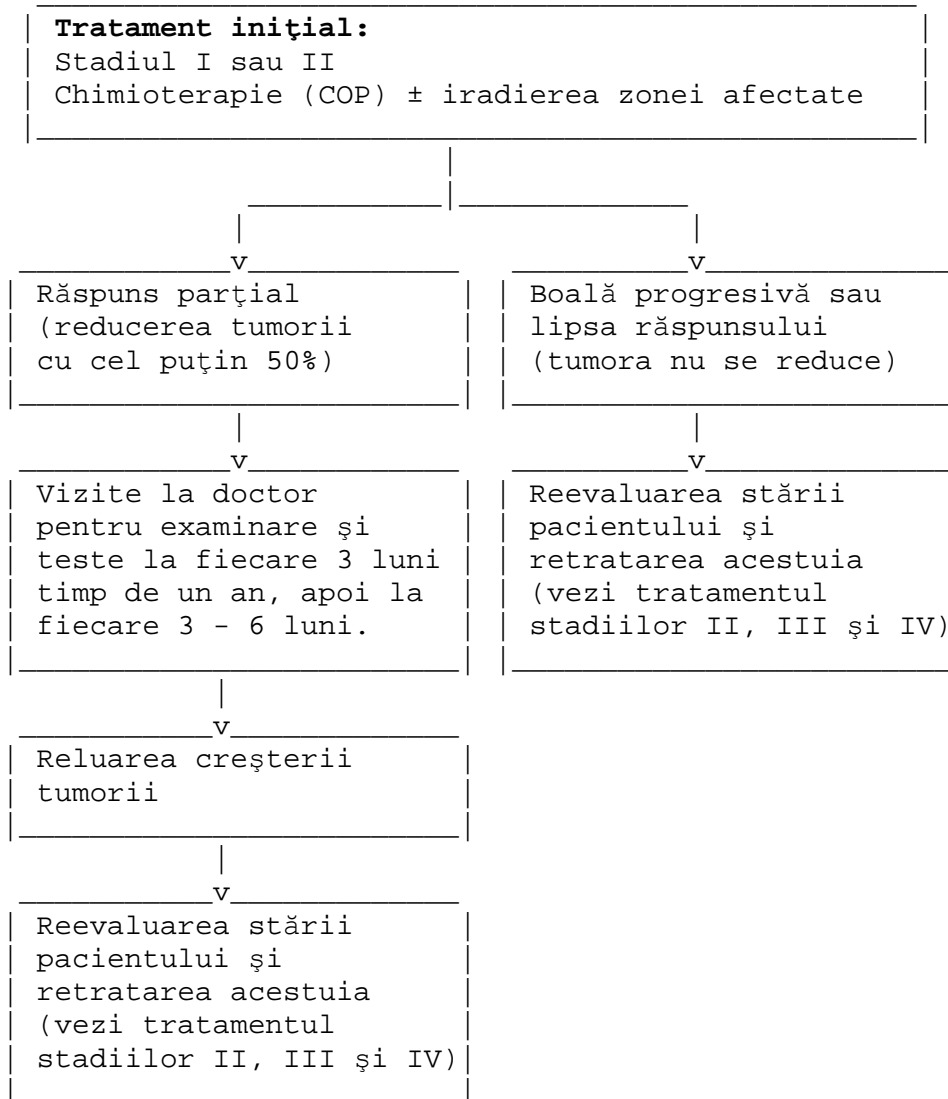 Tratament iniţial:
Stadiul I sau II
Chimioterapie (COP) ± iradierea zonei afectate
Răspuns parţial
(reducerea tumorii
cu cel puţin 50%)
Boală progresivă sau
lipsa răspunsului
(tumora nu se reduce)
Vizite la doctor
pentru examinare şi
teste la fiecare 3 luni
timp de un an, apoi la
fiecare 3 - 6 luni.
Reevaluarea stării
pacientului şi
retratarea acestuia
(vezi tratamentul
stadiilor II, III şi IV)
Reluarea creşterii
tumorii
Reevaluarea stării
pacientului şi
retratarea acestuia
(vezi tratamentul
stadiilor II, III şi IV)